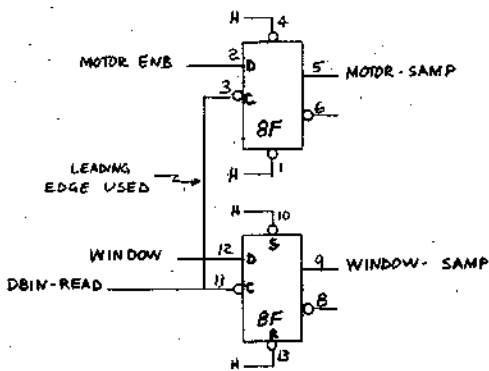 H 4
MOTOR ENB 2 D 5 MOTOR-SAMP
3 C 6
8F
H 1
LEADING
EDGE USED
H 10
S
WINDOW 12 D 9 WINDOW-SAMP
DBIN-READ 11 C 8
8F
R
H 13